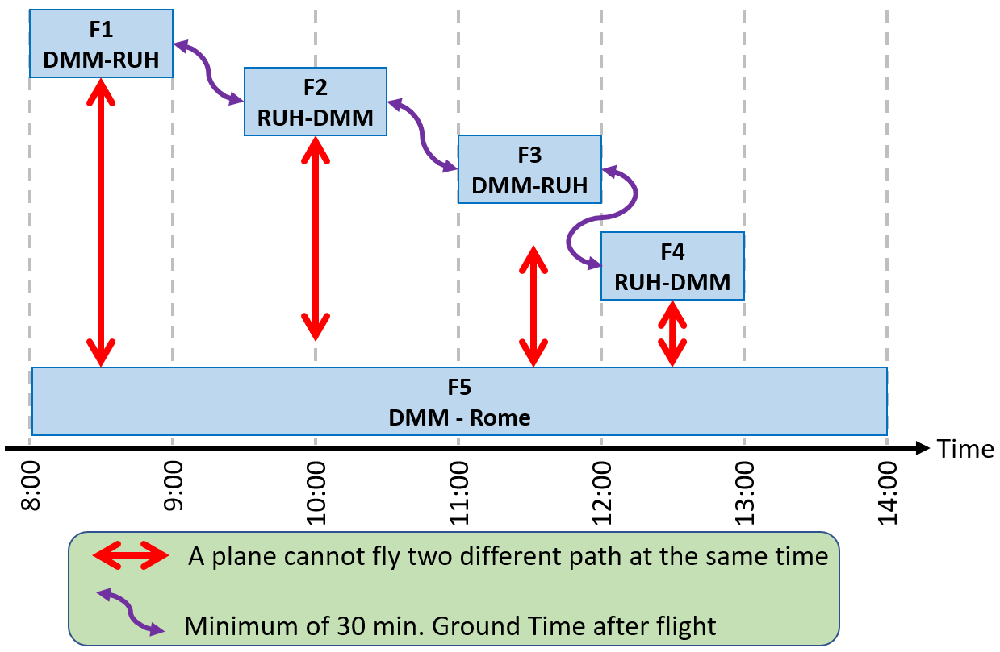 F1
DMM-RUH
F2
RUH-DMM
F3
DMM-RUH
F4
RUH-DMM
F5
DMM - Rome
Time
8:00
9:00
10:00
11:00
12:00
13:00
14:00
A plane cannot fly two different path at the same time
Minimum of 30 min. Ground Time after flight